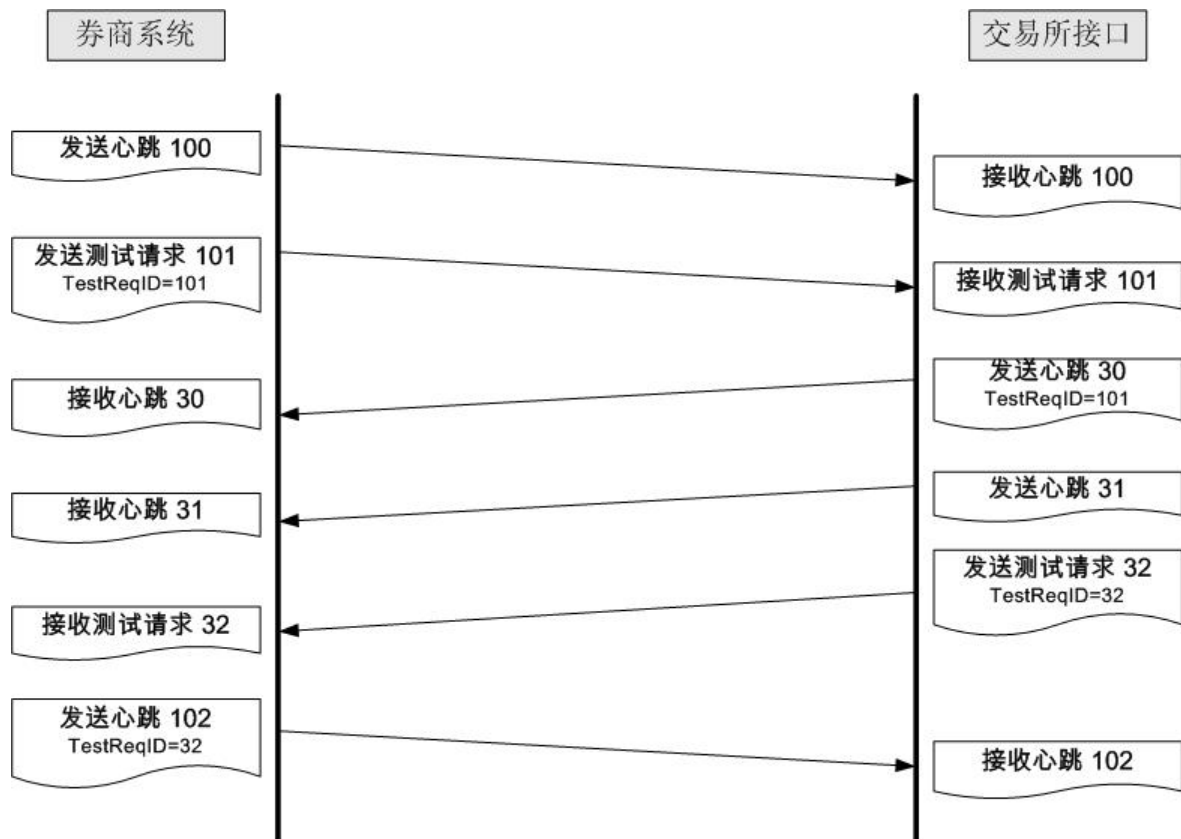 券商系统
交易所接口
发送心跳 100
接收心跳 100
发送测试请求 101
TestReqID=101
接收测试请求 101
发送心跳 30
TestReqID=101
接收心跳 30
发送心跳 31
接收心跳 31
发送测试请求 32
TestReqID=32
接收测试请求 32
发送心跳 102
TestReqID=32
接收心跳 102